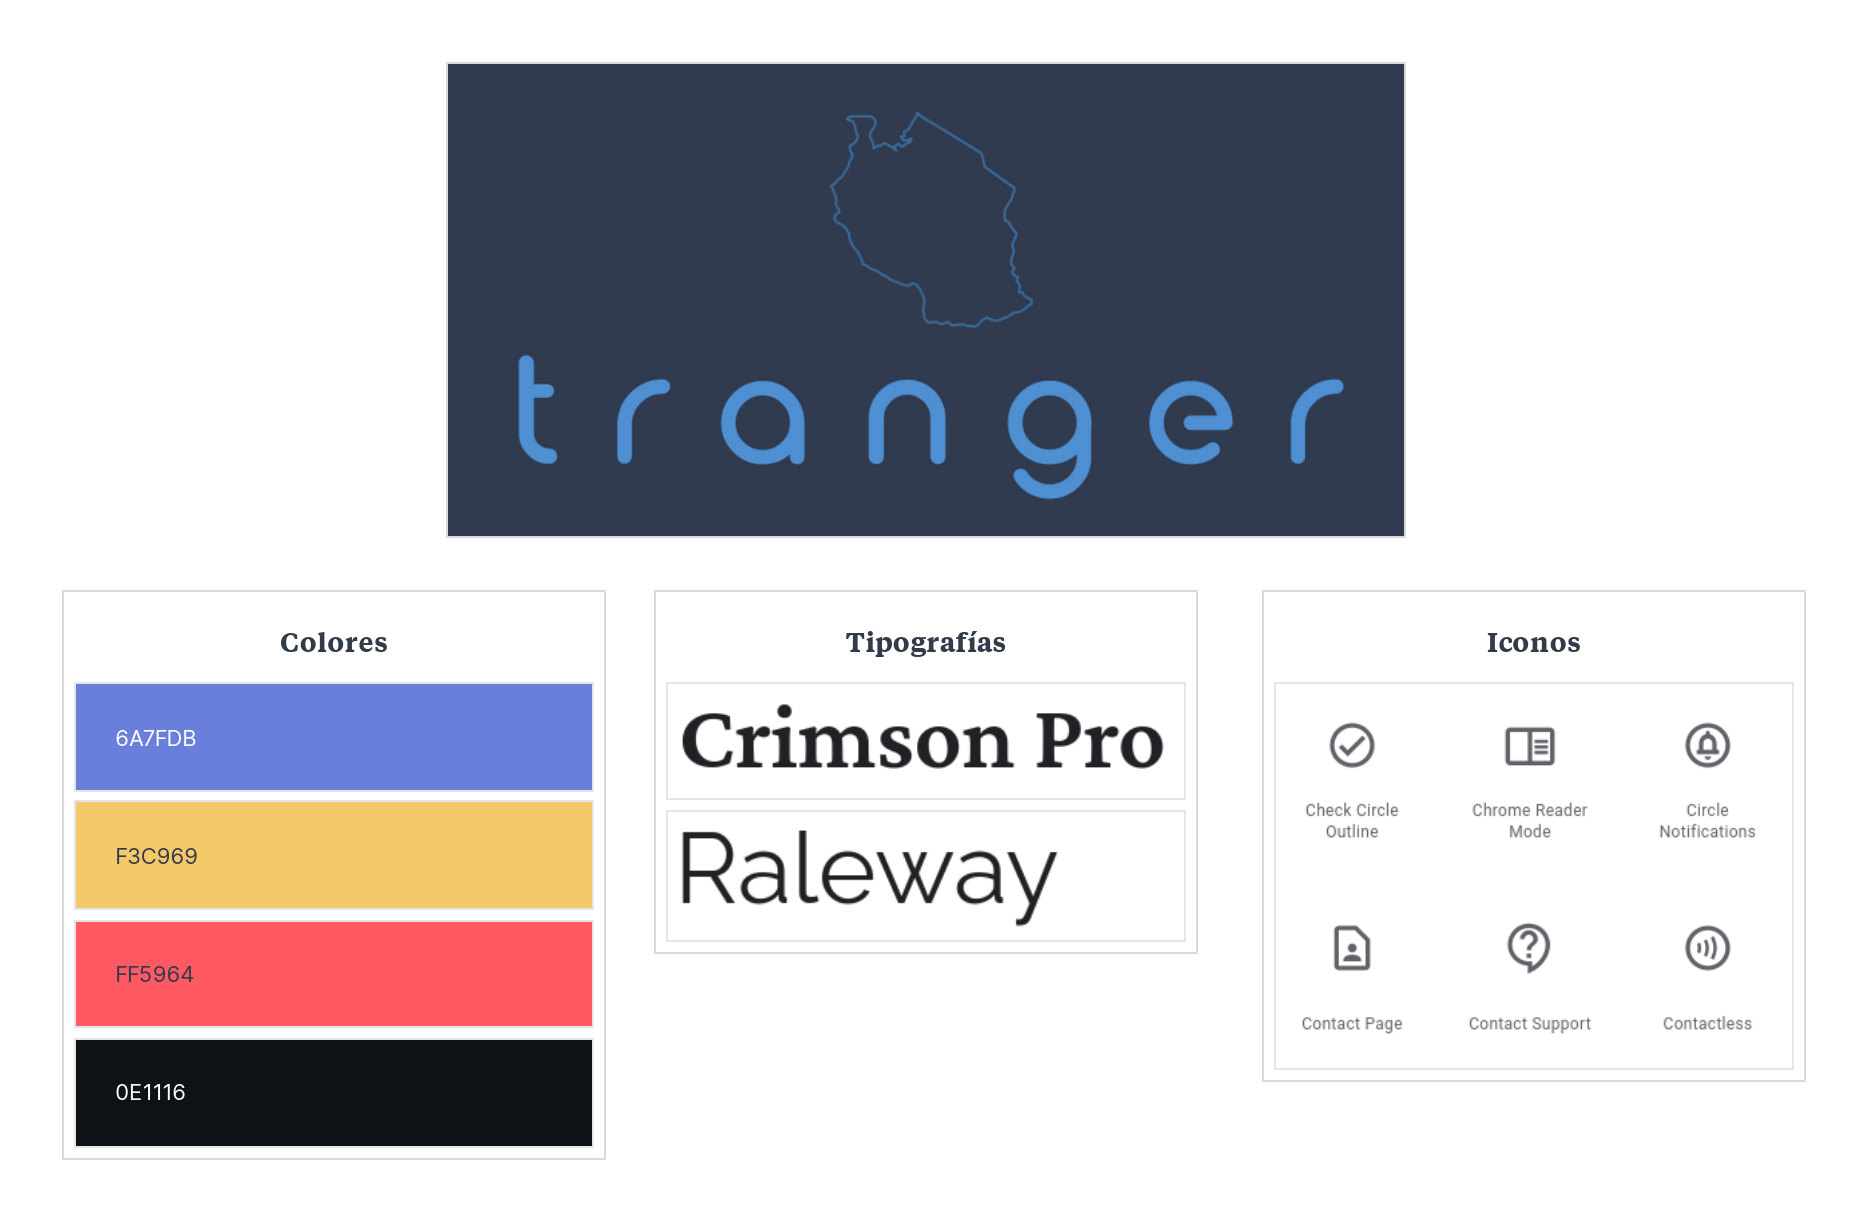 tranger
Colores
6A7FDB
F3C969
FF5964
0E1116
Tipografías
Crimson Pro
Raleway
Iconos
Check Circle
Outline
Chrome Reader
Mode
Circle
Notifications
Contact Page
Contact Support
Contactless